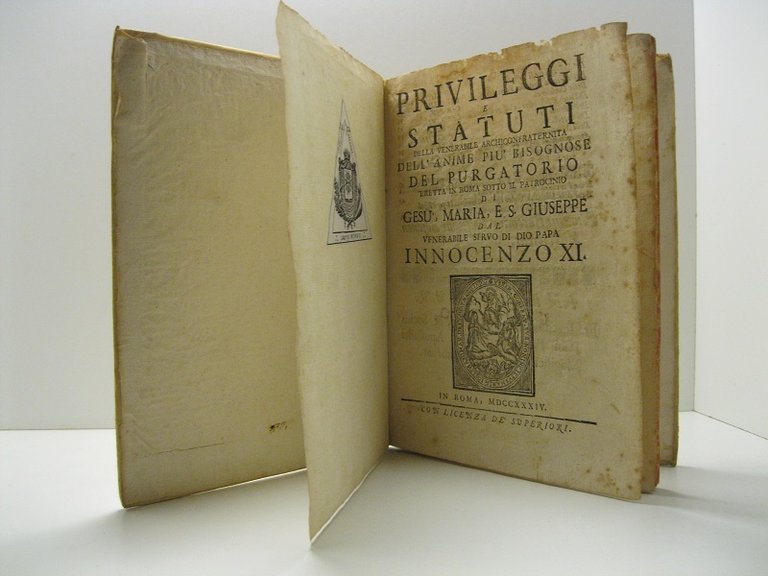 PRIVILEGGI
E
STATUTI
DELLA VENERABILE ARCHICONFRATERNITA
DELL'ANIME PIU' BISOGNOSE
DEL PURGATORIO
ERETTA IN ROMA SOTTO IL PATROCINIO
DI
GESU', MARIA, E S. GIUSEPPE
DAL
VENERABILE SERVO DI DIO PAPA
INNOCENZO XI.
IN ROMA, MDCCXXXIV.
CON LICENZA DE' SUPERIORI.